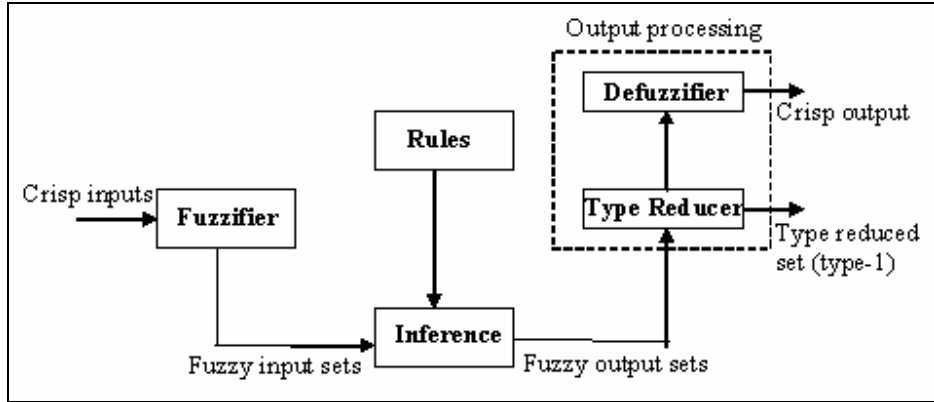 Output processing
Defuzzifier
Crisp output
Rules
Crisp inputs
Fuzzifier
Type Reducer
Type reduced
set (type-1)
Inference
Fuzzy input sets
Fuzzy output sets